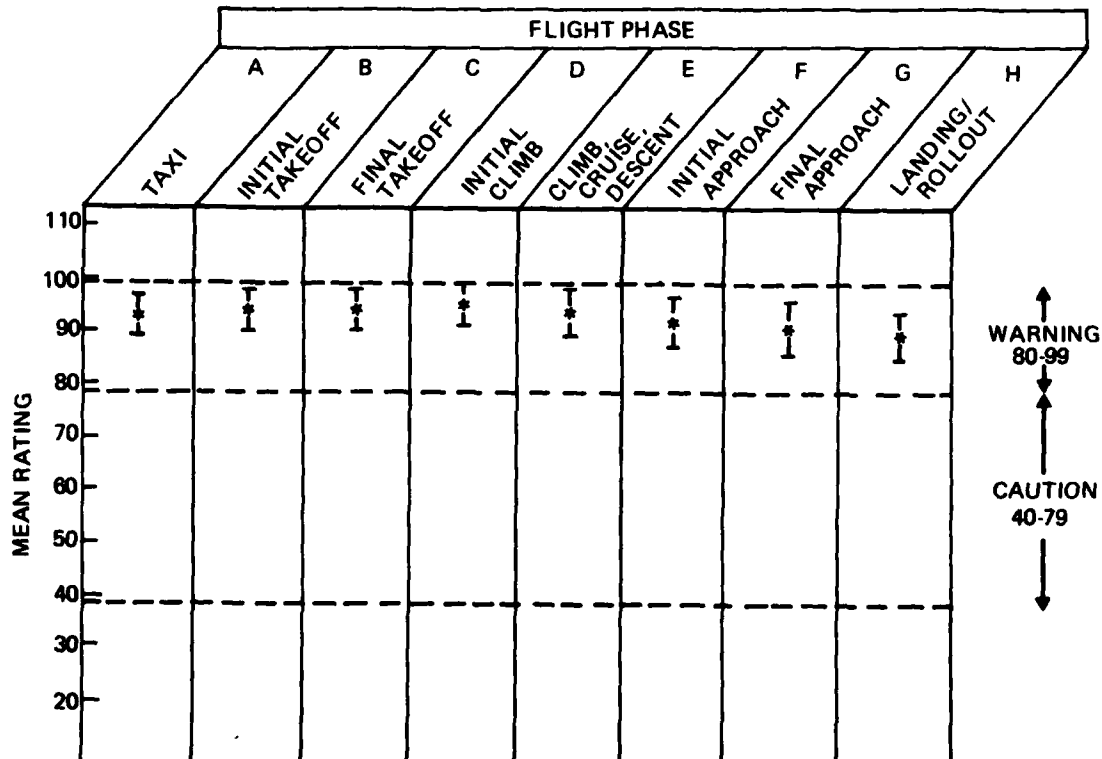 FLIGHT PHASE
A B C D E F G H
TAXI
INITIAL
TAKEOFF
FINAL
TAKEOFF
INITIAL
CLIMB
CLIMB
CRUISE,
DESCENT
INITIAL
APPROACH
FINAL
APPROACH
LANDING/
ROLLOUT
MEAN RATING
110
100
90
80
70
60
50
40
30
20
WARNING
80-99
CAUTION
40-79